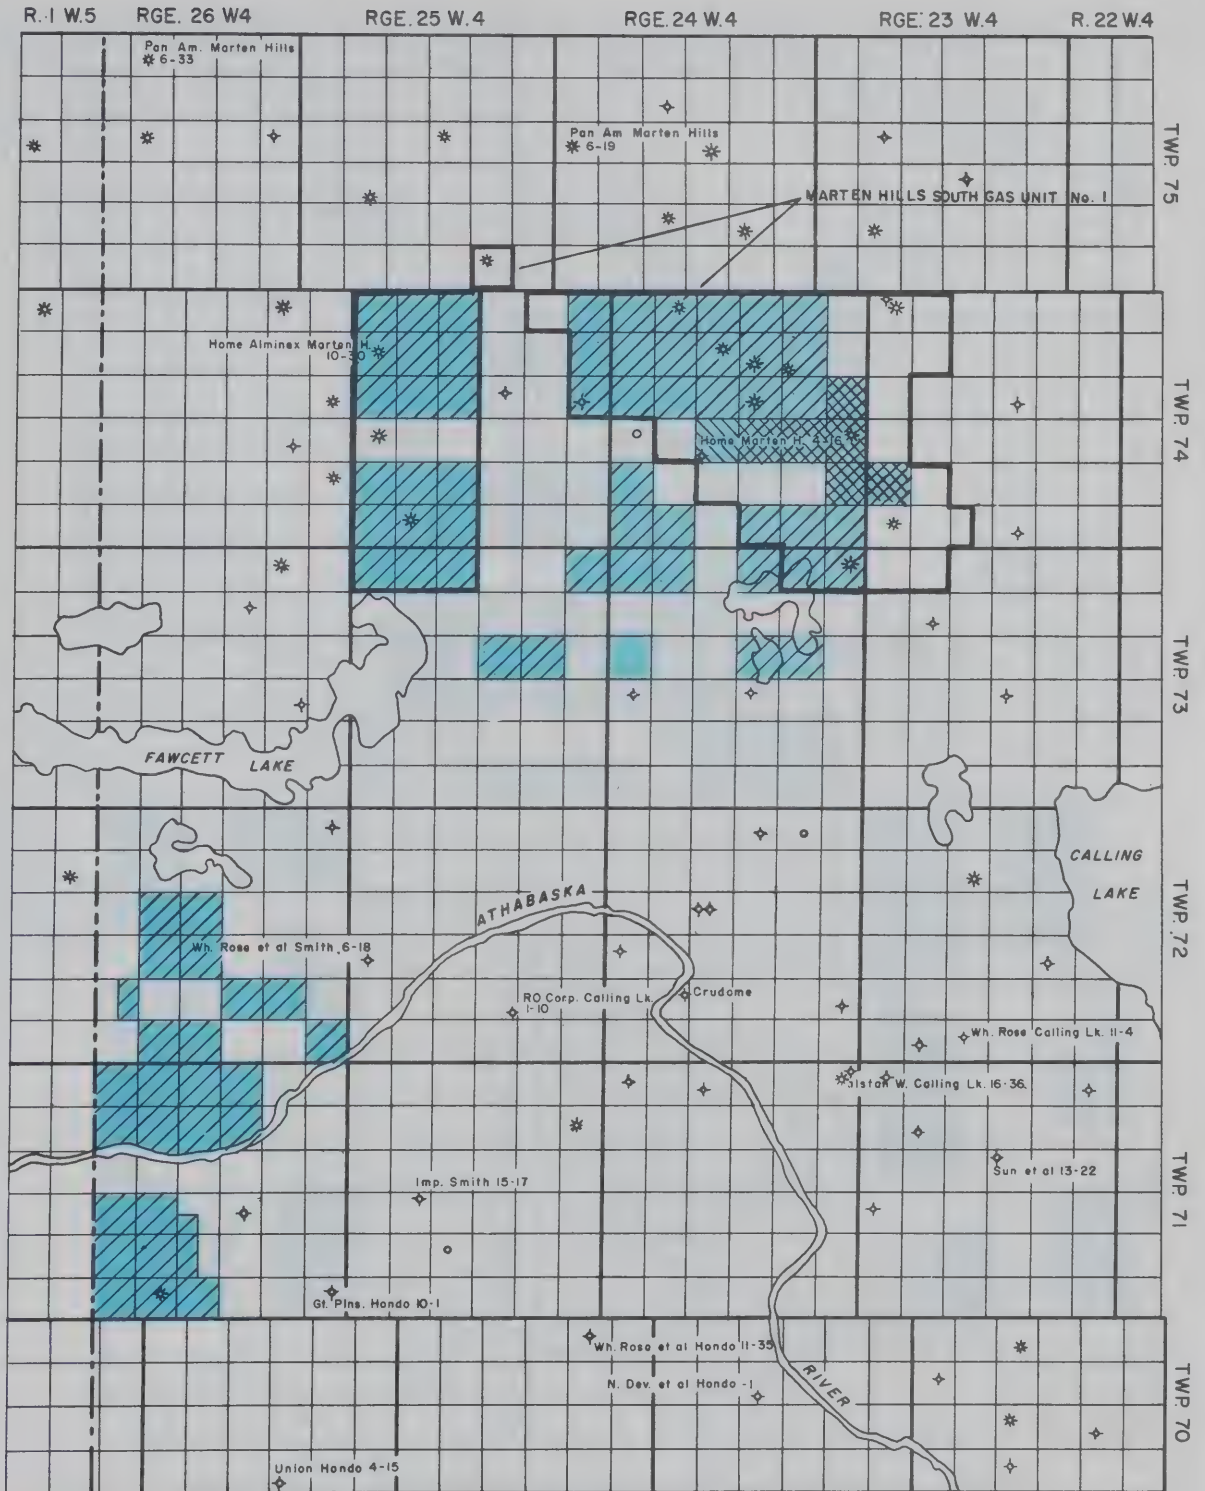 R. 1 W.5 RGE. 26 W4 RGE. 25 W.4 RGE. 24 W.4 RGE. 23 W.4 R. 22 W.4
Pan Am. Marten Hills
6-33
Pan Am Marten Hills
6-19
TWP. 75
MARTEN HILLS SOUTH GAS UNIT No. 1
Home Alminex Marten H.
10-30
TWP. 74
Home Marten H. 4-16
TWP. 73
FAWCETT LAKE
CALLING
LAKE
ATHABASKA
TWP. 72
Wh. Rose et al Smith 6-18
RO Corp. Calling Lk.
1-10
Crudome
Wh. Rose Calling Lk. 11-4
alston W. Calling Lk. 16-36
Sun et al 13-22
Imp. Smith 15-17
TWP. 71
Gt. Plns. Hondo 10-1
Wh. Rose et al Hondo 11-35
N. Dev. et al Hondo -1
RIVER
TWP. 70
Union Hondo 4-15